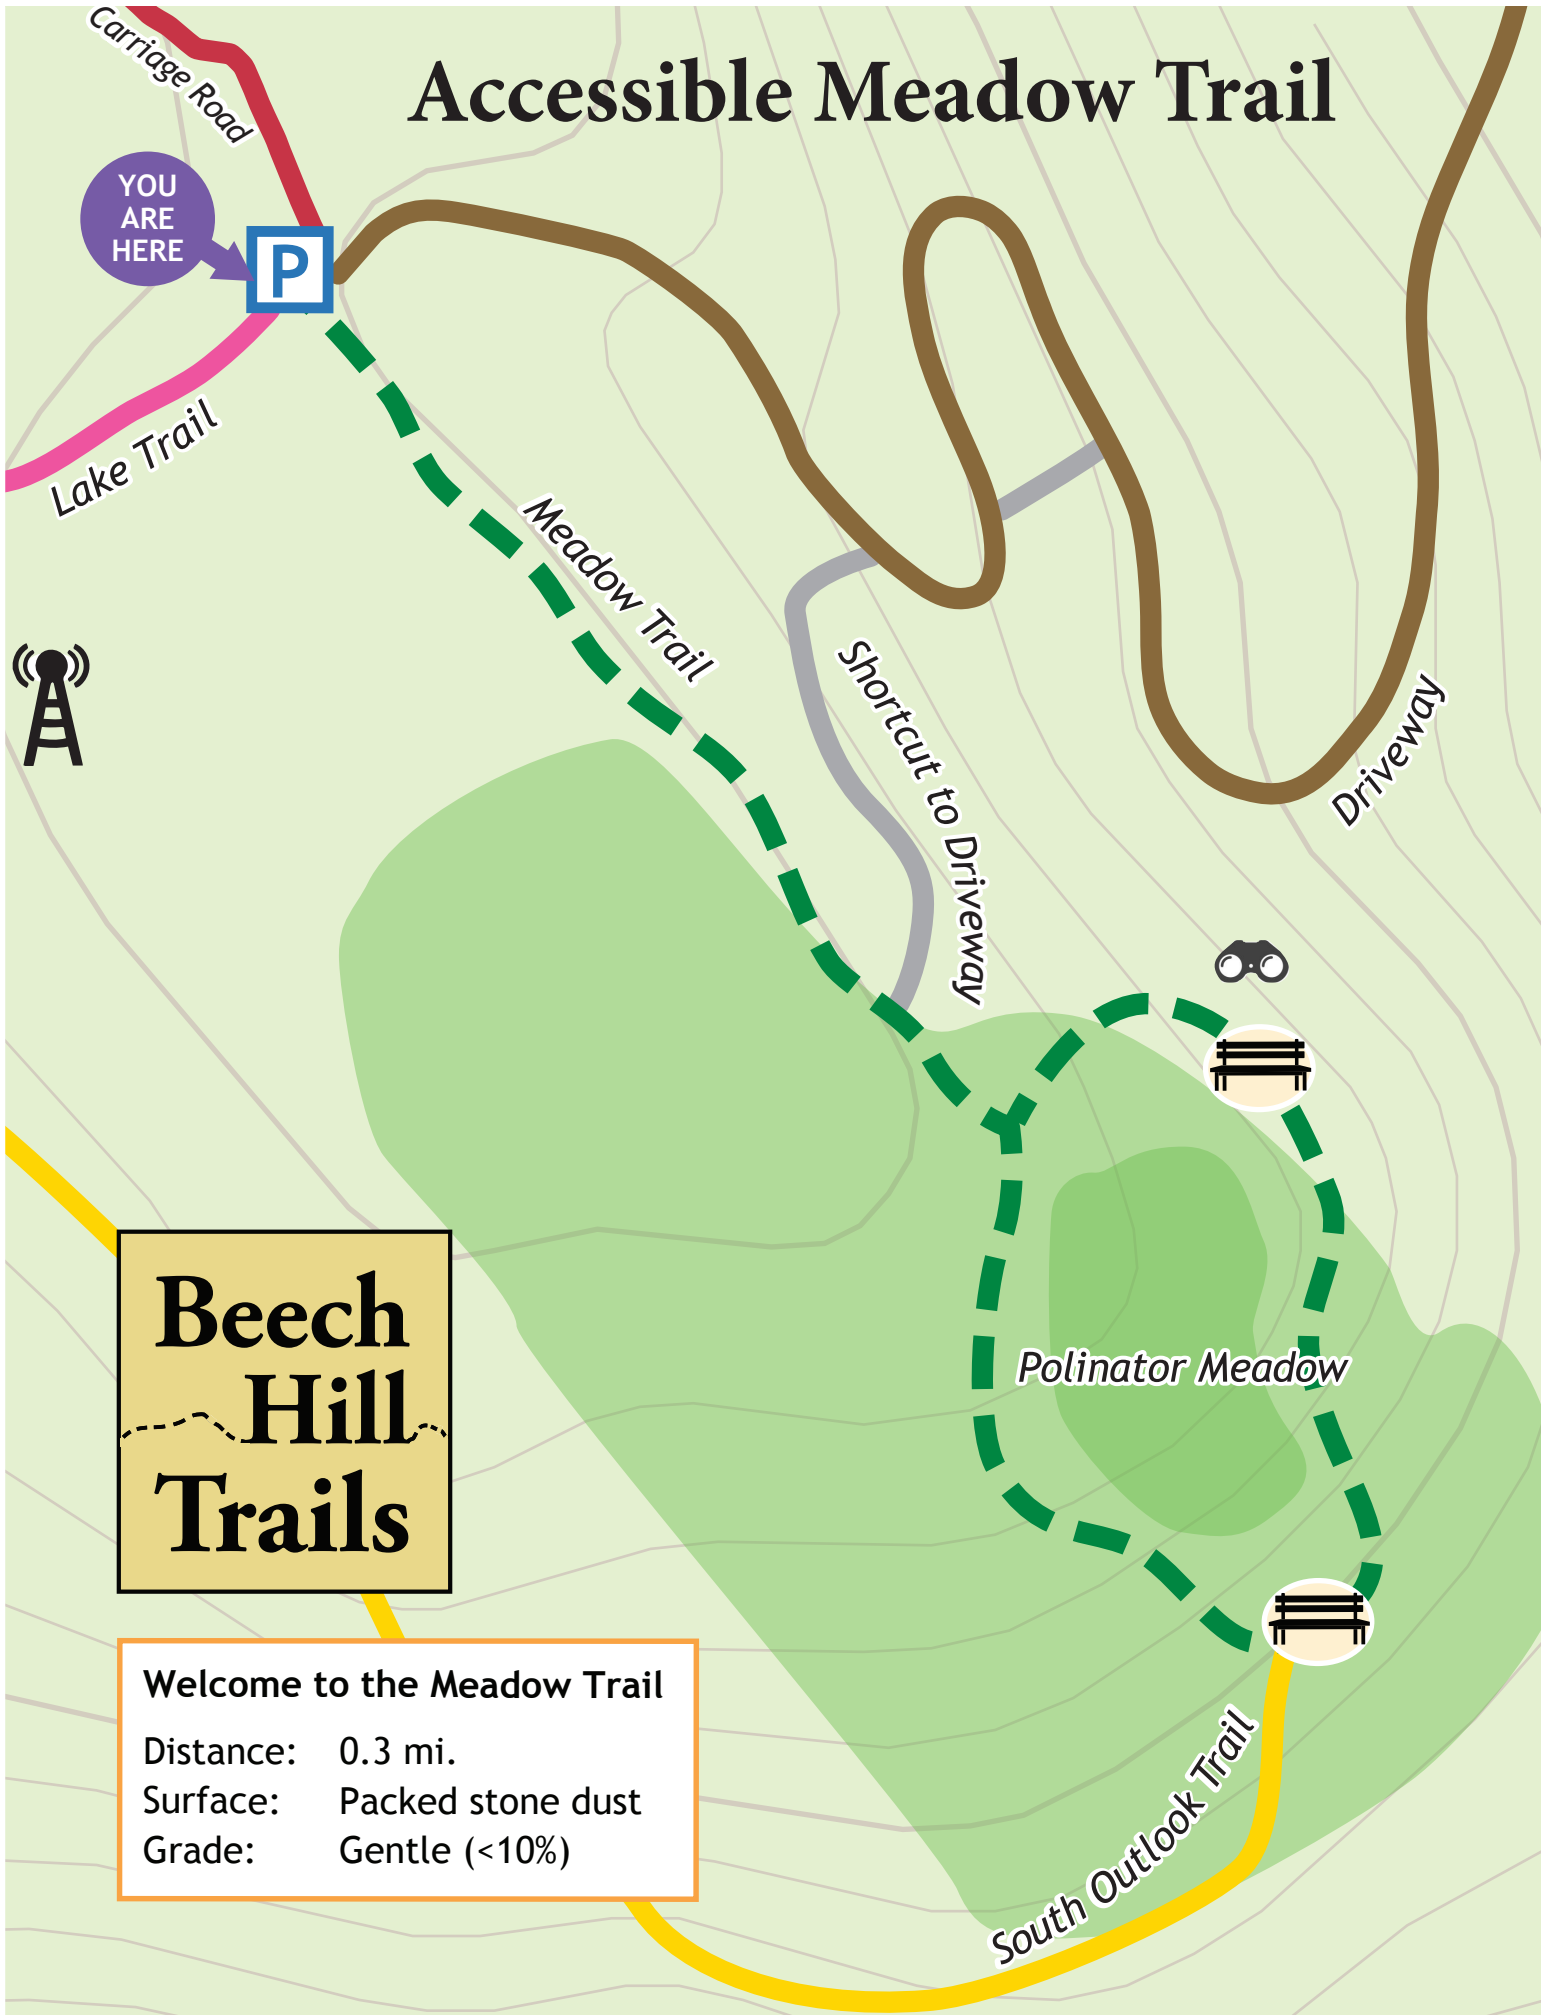 Carriage Road
Accessible Meadow Trail
YOU
ARE
HERE
P
Lake Trail
Meadow Trail
Shortcut to Driveway
Driveway
Polinator Meadow
Beech
Hill
Trails
Welcome to the Meadow Trail
Distance: 0.3 mi.
Surface: Packed stone dust
Grade: Gentle (<10%)
South Outlook Trail